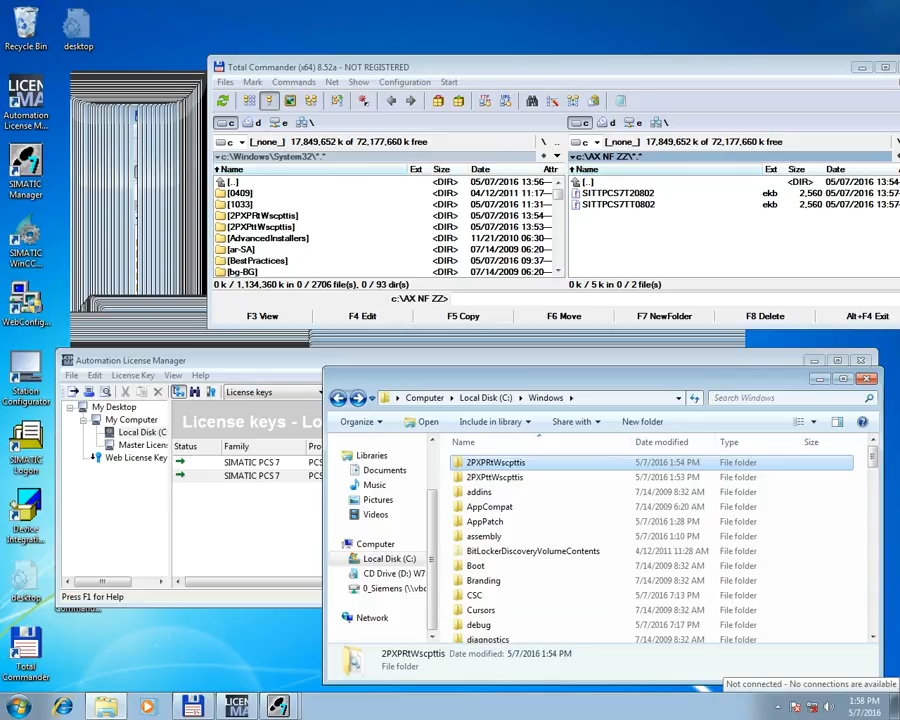 Recycle Bin
desktop
Automation
License M...
SIMATIC
Manager
SIMATIC
WinCC...
WebConfig...
Station
Configurator
SIMATIC
Logon
Device
Integrati...
desktop
Total
Commander
Total Commander (x64) 8.52a - NOT REGISTERED
Files Mark Commands Net Show Configuration Start
c d e \ c d e \
c [_none_] 17,849,652 k of 72,177,660 k free \ .. c [_none_] 17,849,652 k of 72,177,660 k free
c:\Windows\System32\*.* * c:\AX NF ZZ\*.*
Name Ext Size Date Attr Name Ext Size Date
[..] <DIR> 05/07/2016 13:56— [..] <DIR> 05/07/2016 13:54
[0409] <DIR> 04/12/2011 11:17— SITTPCS7T20802 ekb 2,560 05/07/2016 13:57
[1033] <DIR> 05/07/2016 11:31— SITTPCS7TT0802 ekb 2,560 05/07/2016 13:57
[2PXPRtWscpttis] <DIR> 05/07/2016 13:54—
[2PXPttWscpttis] <DIR> 05/07/2016 13:53—
[AdvancedInstallers] <DIR> 11/21/2010 06:30—
[ar-SA] <DIR> 07/14/2009 06:20—
[BestPractices] <DIR> 05/07/2016 09:37—
[bg-BG] <DIR> 07/14/2009 06:20—
0 k / 1,134,360 k in 0 / 2706 file(s), 0 / 93 dir(s) 0 k / 5 k in 0 / 2 file(s)
c:\AX NF ZZ>
F3 View F4 Edit F5 Copy F6 Move F7 NewFolder F8 Delete Alt+F4 Exit
Automation License Manager
File Edit License Key View Help
License keys
My Desktop
My Computer
Local Disk (C
Master Licens
Web License Key
License keys - Lo
Status Family Pro
SIMATIC PCS 7 PCS
SIMATIC PCS 7 PCS
Press F1 for Help
Computer Local Disk (C:) Windows
Search Windows
Organize Open Include in library Share with New folder
Libraries
Documents
Music
Pictures
Videos
Computer
Local Disk (C:)
CD Drive (D:) W7
0_Siemens (\\vbc
Network
Name Date modified Type Size
2PXPRtWscpttis 5/7/2016 1:54 PM File folder
2PXPttWscpttis 5/7/2016 1:53 PM File folder
addins 7/14/2009 8:32 AM File folder
AppCompat 7/14/2009 6:20 AM File folder
AppPatch 5/7/2016 1:28 PM File folder
assembly 5/7/2016 1:10 PM File folder
BitLockerDiscoveryVolumeContents 4/12/2011 11:28 AM File folder
Boot 7/14/2009 8:32 AM File folder
Branding 7/14/2009 8:32 AM File folder
CSC 5/7/2016 7:13 PM File folder
Cursors 7/14/2009 8:32 AM File folder
debug 5/7/2016 7:17 PM File folder
diagnostics 7/14/2009 8:32 AM File folder
2PXPRtWscpttis Date modified: 5/7/2016 1:54 PM
File folder
Not connected - No connections are available
1:58 PM
5/7/2016